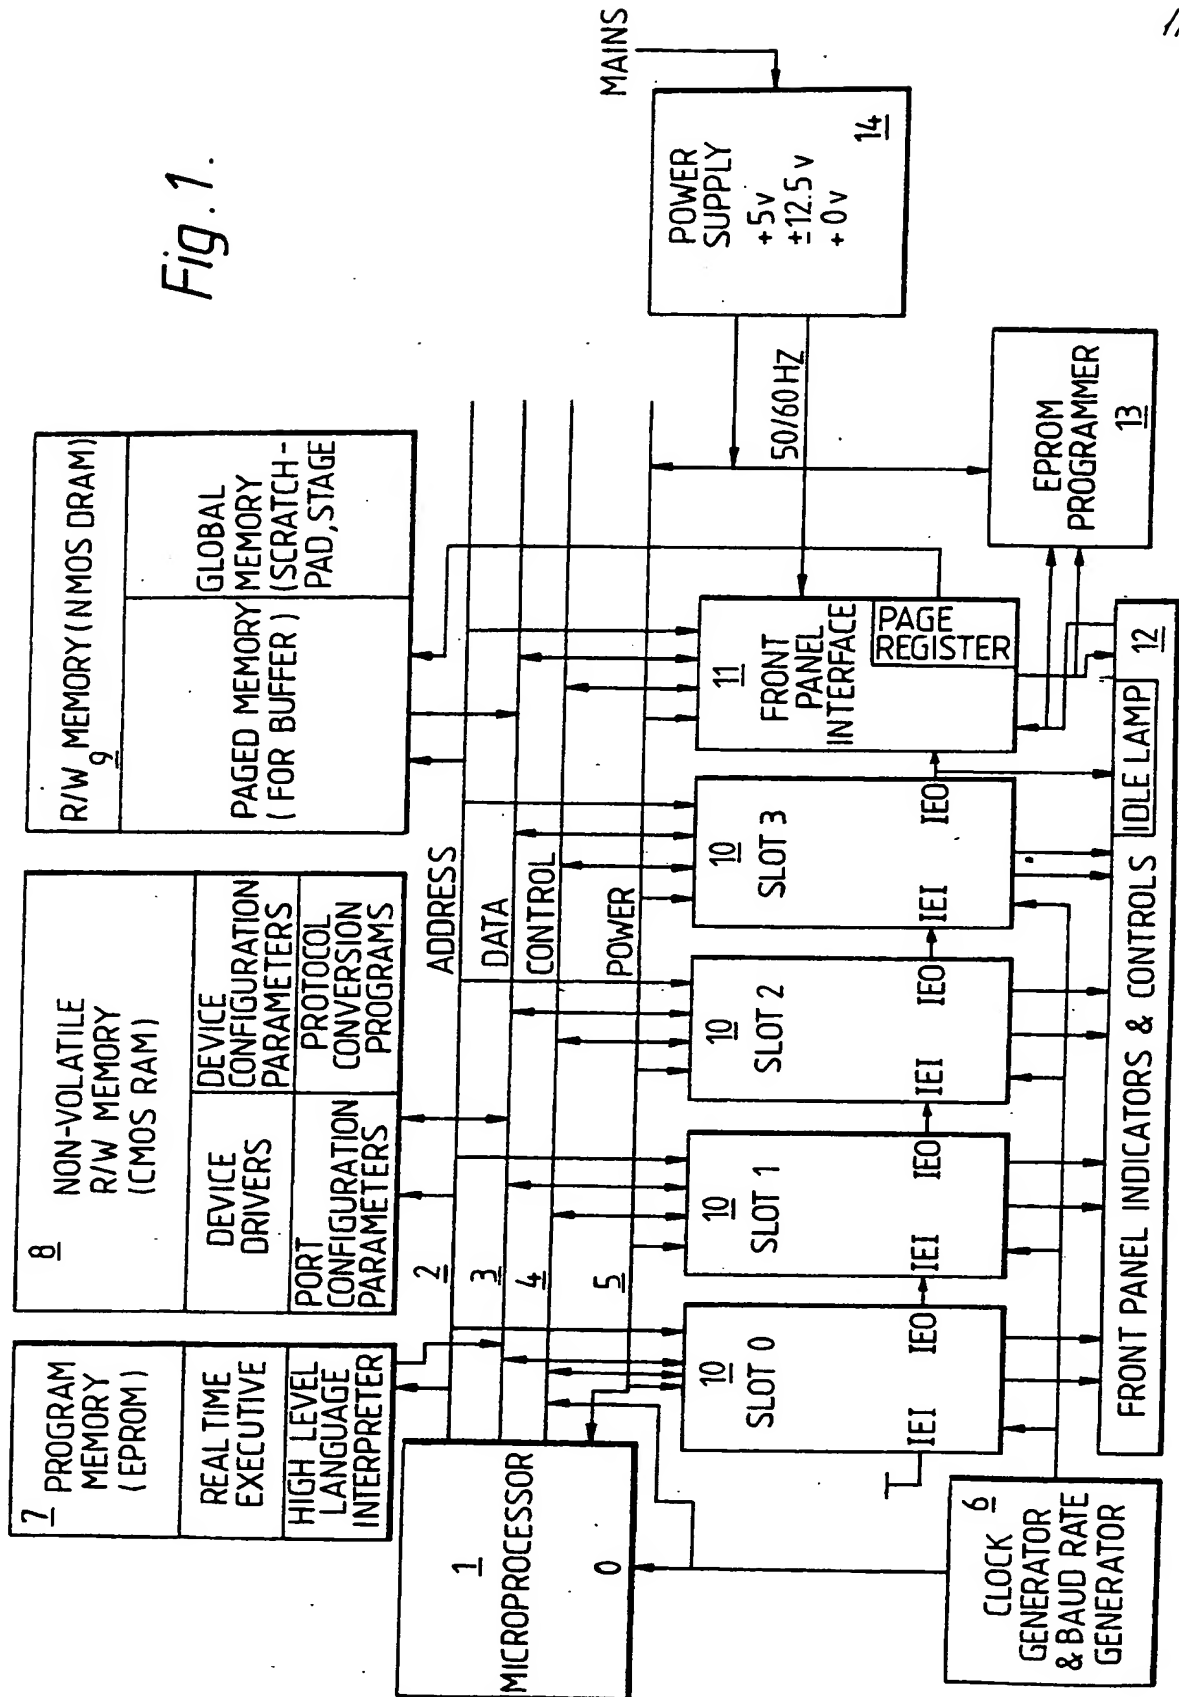 Fig. 1.
7
PROGRAM
MEMORY
(EPROM)
REAL TIME
EXECUTIVE
HIGH LEVEL
LANGUAGE
INTERPRETER
8
NON-VOLATILE
R/W MEMORY
(CMOS RAM)
DEVICE
DRIVERS
DEVICE
CONFIGURATION
PARAMETERS
PORT
CONFIGURATION
PARAMETERS
PROTOCOL
CONVERSION
PROGRAMS
R/W MEMORY (NMOS DRAM)
9
PAGED MEMORY
(FOR BUFFER)
GLOBAL
MEMORY
(SCRATCH-
PAD, STAGE
1
MICROPROCESSOR
0
2
ADDRESS
3
DATA
4
CONTROL
5
POWER
MAINS
POWER
SUPPLY
+5v
±12.5v
+0v
14
50/60HZ
10
SLOT 0
IEI
IEO
10
SLOT 1
IEI
IEO
10
SLOT 2
IEI
IEO
10
SLOT 3
IEI
IEO
11
FRONT
PANEL
INTERFACE
PAGE
REGISTER
EPROM
PROGRAMMER
13
6
CLOCK
GENERATOR
& BAUD RATE
GENERATOR
FRONT PANEL INDICATORS & CONTROLS
IDLE LAMP
12